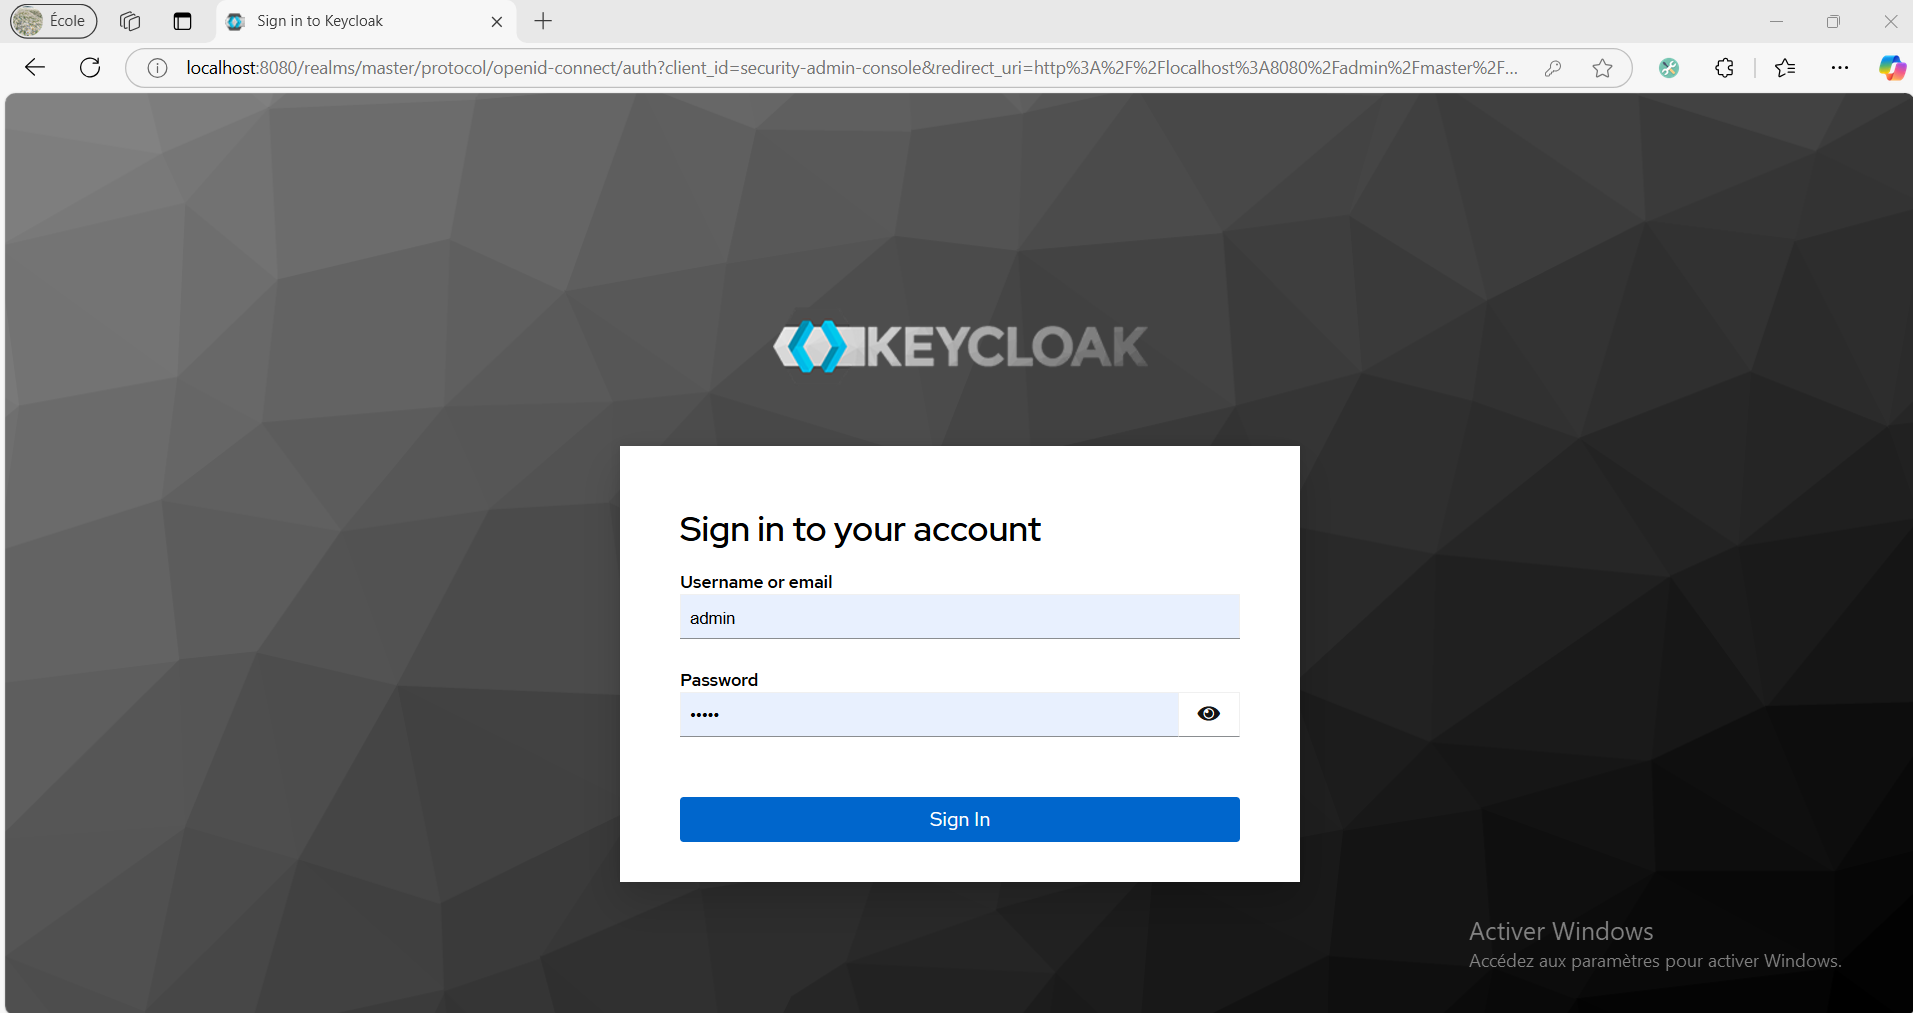 École
Sign in to Keycloak
localhost:8080/realms/master/protocol/openid-connect/auth?client_id=security-admin-console&redirect_uri=http%3A%2F%2Flocalhost%3A8080%2Fadmin%2Fmaster%2F...
KEYCLOAK
Sign in to your account
Username or email
admin
Password
•••••
Sign In
Activer Windows
Accédez aux paramètres pour activer Windows.